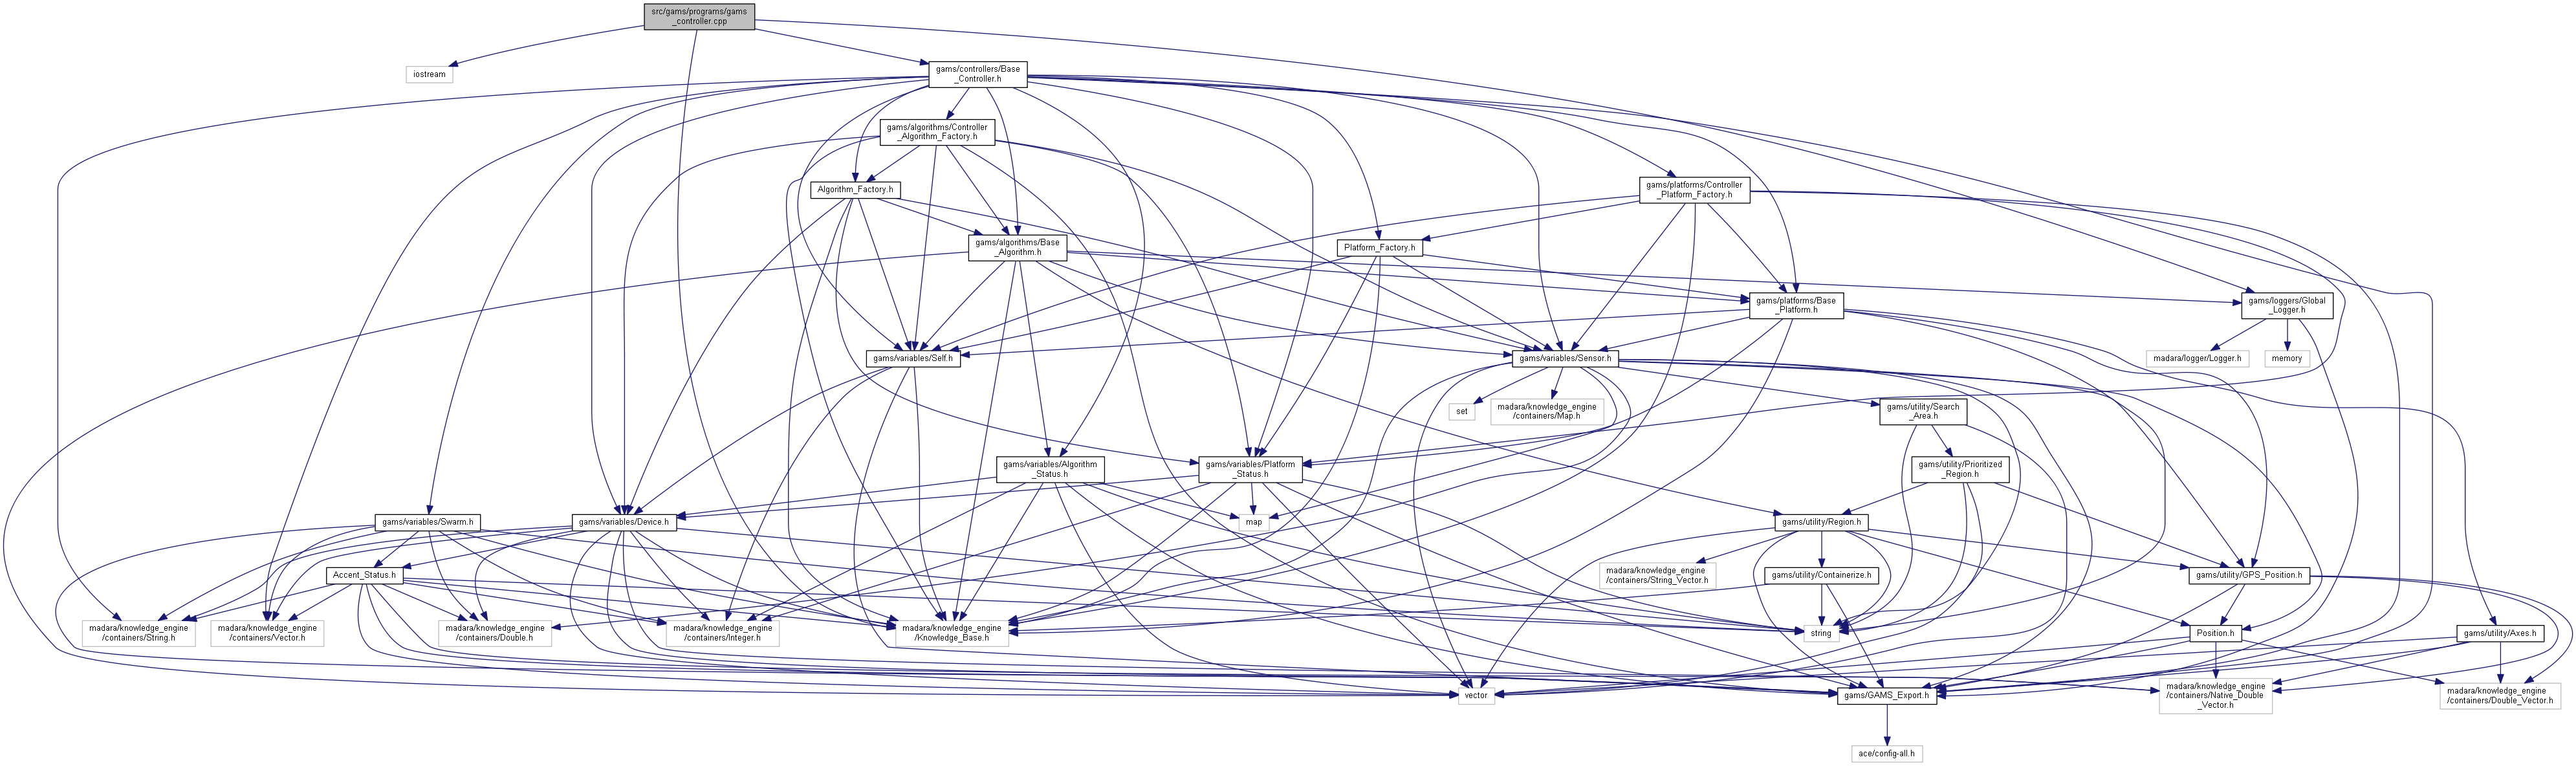 src/gams/programs/gams
_controller.cpp
iostream
gams/controllers/Base
_Controller.h
gams/algorithms/Controller
_Algorithm_Factory.h
Algorithm_Factory.h
gams/platforms/Controller
_Platform_Factory.h
gams/algorithms/Base
_Algorithm.h
Platform_Factory.h
gams/platforms/Base
_Platform.h
gams/loggers/Global
_Logger.h
gams/variables/Self.h
gams/variables/Sensor.h
madara/logger/Logger.h
memory
set
madara/knowledge_engine
/containers/Map.h
gams/utility/Search
_Area.h
gams/variables/Algorithm
_Status.h
gams/variables/Platform
_Status.h
gams/utility/Prioritized
_Region.h
gams/variables/Swarm.h
gams/variables/Device.h
map
gams/utility/Region.h
Accent_Status.h
madara/knowledge_engine
/containers/String_Vector.h
gams/utility/Containerize.h
gams/utility/GPS_Position.h
madara/knowledge_engine
/containers/String.h
madara/knowledge_engine
/containers/Vector.h
madara/knowledge_engine
/containers/Double.h
madara/knowledge_engine
/containers/Integer.h
madara/knowledge_engine
/Knowledge_Base.h
string
Position.h
gams/utility/Axes.h
vector
gams/GAMS_Export.h
madara/knowledge_engine
/containers/Native_Double
_Vector.h
madara/knowledge_engine
/containers/Double_Vector.h
ace/config-all.h